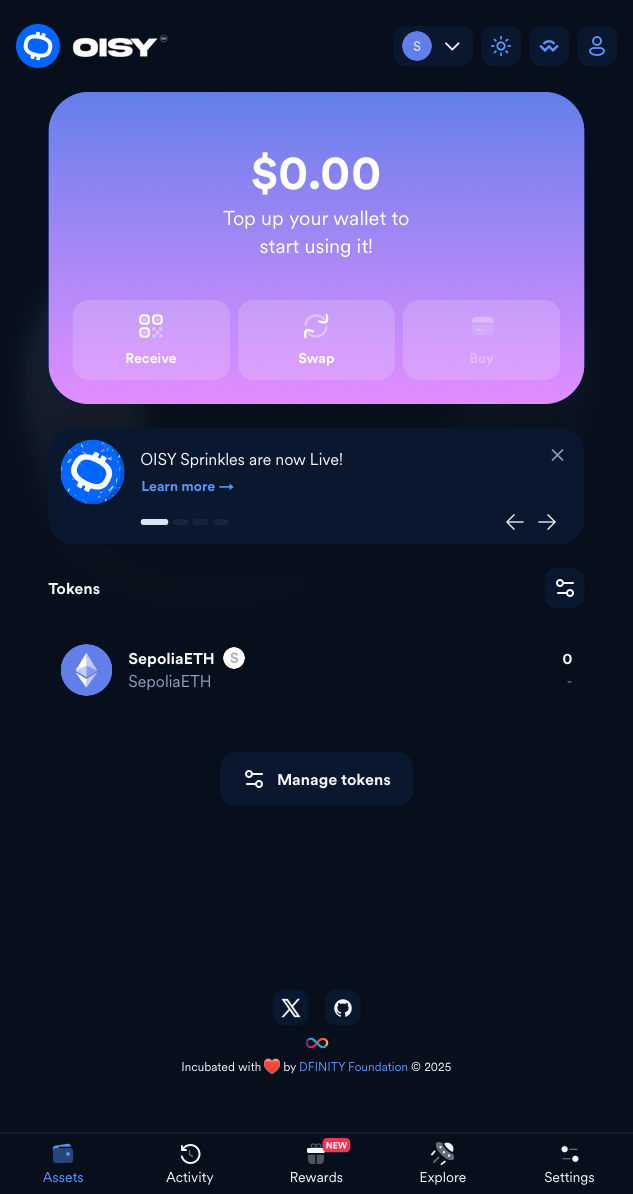 OISY
S
$0.00
Top up your wallet to
start using it!
Receive
Swap
Buy
OISY Sprinkles are now Live!
Learn more →
Tokens
SepoliaETH S
0
SepoliaETH
-
Manage tokens
Incubated with ❤️ by DFINITY Foundation © 2025
NEW
Assets
Activity
Rewards
Explore
Settings